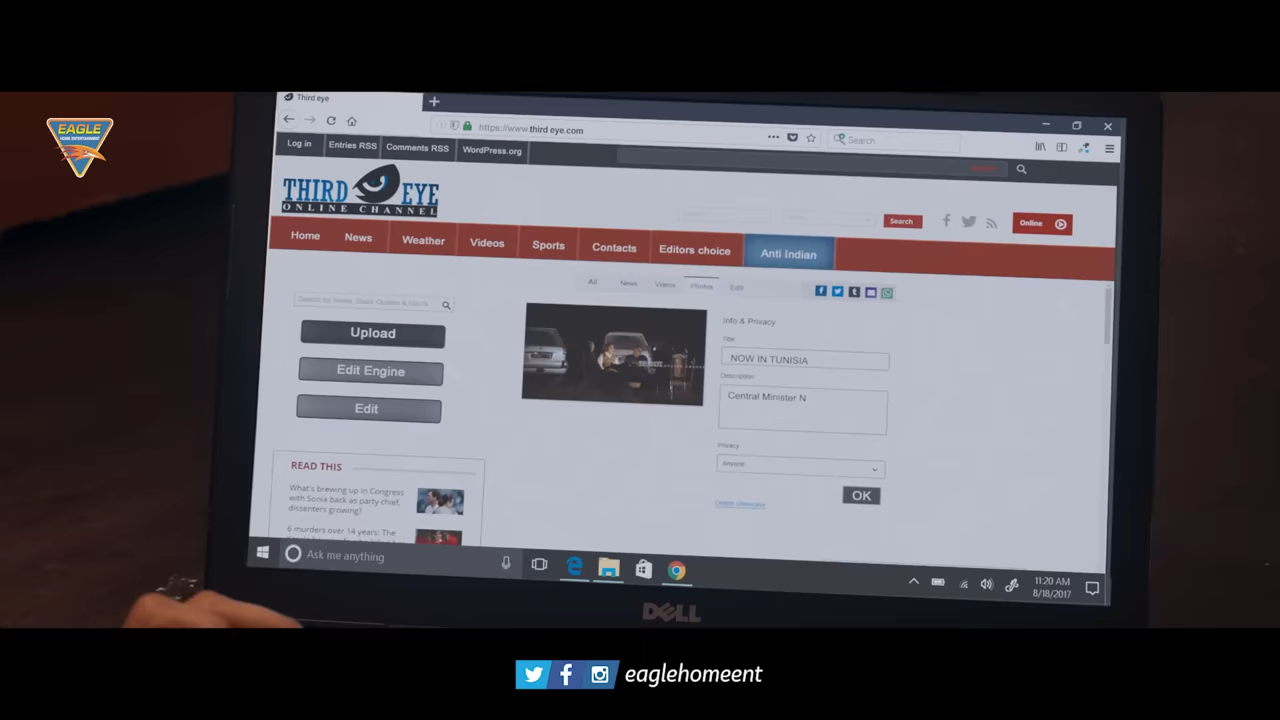 EAGLE
HOME ENTERTAINMENT
Third eye
https://www.third eye.com
Search
Log in
Entries RSS
Comments RSS
WordPress.org
THIRD EYE
ONLINE CHANNEL
Search
Online
Home
News
Weather
Videos
Sports
Contacts
Editors choice
Anti Indian
All
News
Videos
Photos
Edit
Upload
Edit Engine
Edit
Info & Privacy
Title
NOW IN TUNISIA
Description
Central Minister N
Privacy
OK
READ THIS
What's brewing up in Congress
with Sonia back as party chief,
dissenters growing?
6 murders over 14 years: The
Ask me anything
11:20 AM
8/18/2017
DELL
eaglehomeent